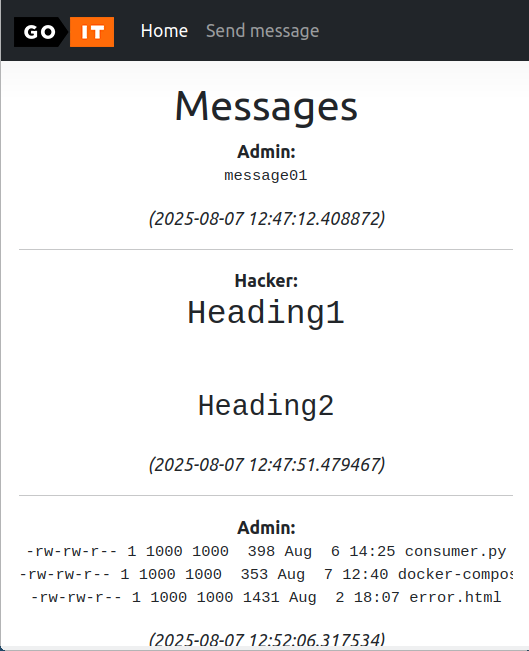 GO IT Home Send message
Messages
Admin:
message01
(2025-08-07 12:47:12.408872)
Hacker:
Heading1
Heading2
(2025-08-07 12:47:51.479467)
Admin:
-rw-rw-r-- 1 1000 1000  398 Aug  6 14:25 consumer.py
-rw-rw-r-- 1 1000 1000  353 Aug  7 12:40 docker-compos
-rw-rw-r-- 1 1000 1000 1431 Aug  2 18:07 error.html
(2025-08-07 12:52:06.317534)